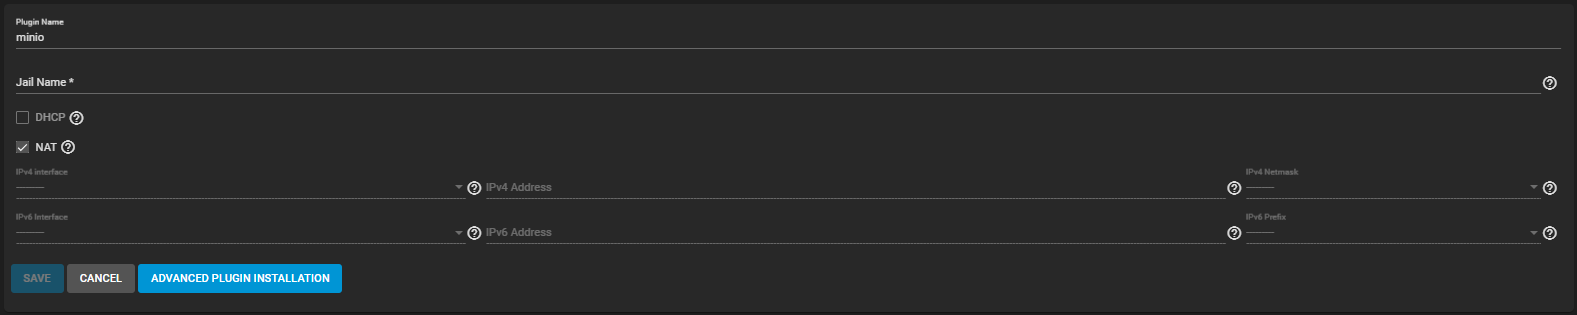 Plugin Name
minio
Jail Name *
DHCP
NAT
IPv4 interface
IPv4 Address
IPv4 Netmask
IPv6 Interface
IPv6 Address
IPv6 Prefix
SAVE CANCEL ADVANCED PLUGIN INSTALLATION